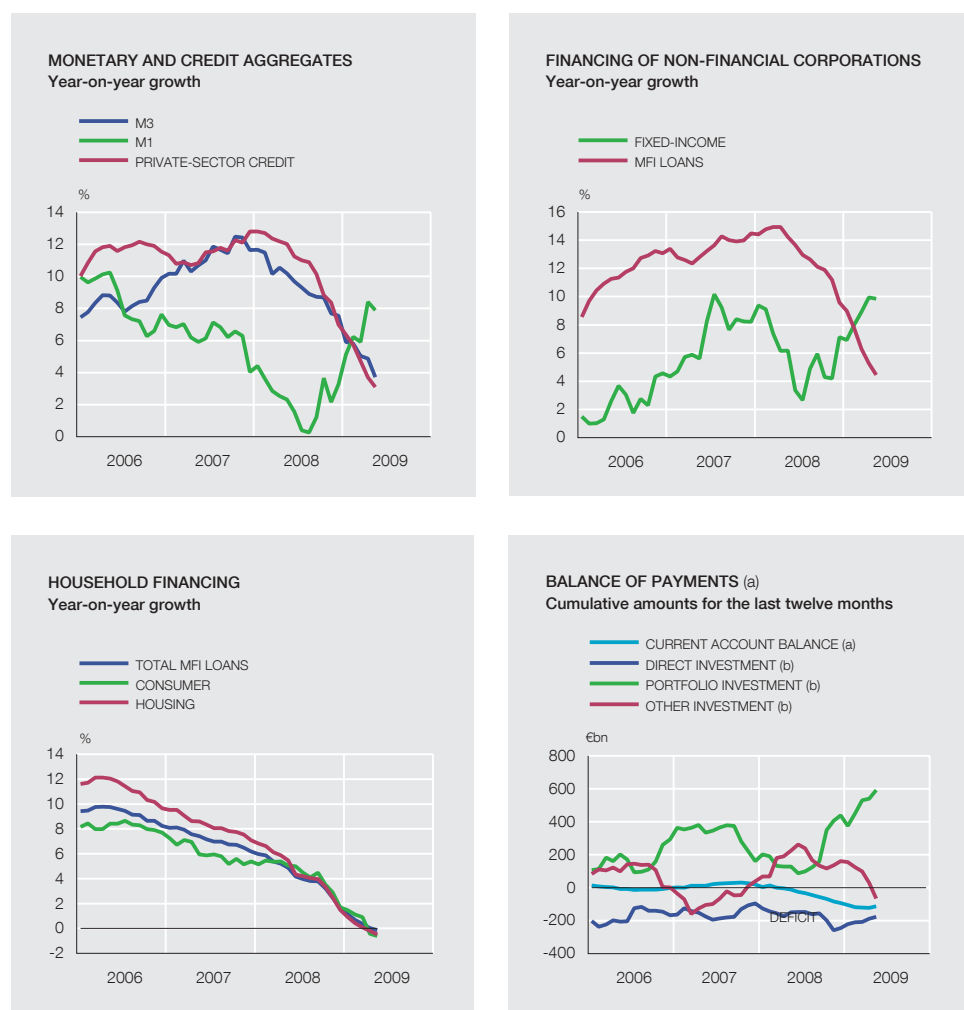 MONETARY AND CREDIT AGGREGATES
Year-on-year growth
M3
M1
PRIVATE-SECTOR CREDIT
%
14
12
10
8
6
4
2
0
2006 2007 2008 2009
FINANCING OF NON-FINANCIAL CORPORATIONS
Year-on-year growth
FIXED-INCOME
MFI LOANS
%
16
14
12
10
8
6
4
2
0
2006 2007 2008 2009
HOUSEHOLD FINANCING
Year-on-year growth
TOTAL MFI LOANS
CONSUMER
HOUSING
%
14
12
10
8
6
4
2
0
-2
2006 2007 2008 2009
BALANCE OF PAYMENTS (a)
Cumulative amounts for the last twelve months
CURRENT ACCOUNT BALANCE (a)
DIRECT INVESTMENT (b)
PORTFOLIO INVESTMENT (b)
OTHER INVESTMENT (b)
€bn
800
600
400
200
0
-200
-400
DEFICIT
2006 2007 2008 2009